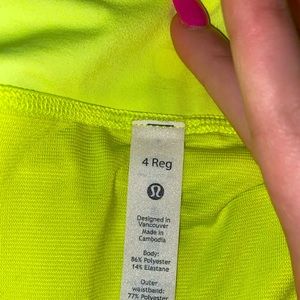 4 Reg
Designed in
Vancouver
Made in
Cambodia
Body:
86% Polyester
14% Elastane
Outer
waistband:
77% Polyester